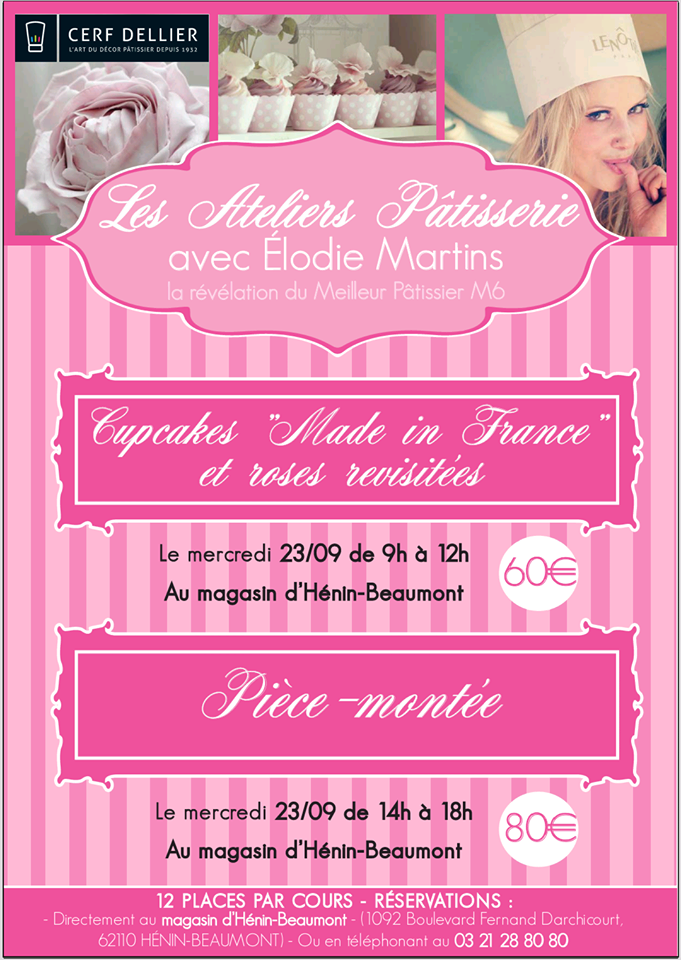 CERF DELLIER
L'ART DU DÉCOR PÂTISSIER DEPUIS 1932
LENÔTRE
PARIS
Les Ateliers Pâtisserie
avec Élodie Martins
la révélation du Meilleur Pâtissier M6
Cupcakes "Made in France"
et roses revisitées
Le mercredi 23/09 de 9h à 12h
Au magasin d'Hénin-Beaumont
60€
Pièce-montée
Le mercredi 23/09 de 14h à 18h
Au magasin d'Hénin-Beaumont
80€
12 PLACES PAR COURS - RÉSERVATIONS :
- Directement au magasin d'Hénin-Beaumont - (1092 Boulevard Fernand Darchicourt,
62110 HÉNIN-BEAUMONT) - Ou en téléphonant au 03 21 28 80 80